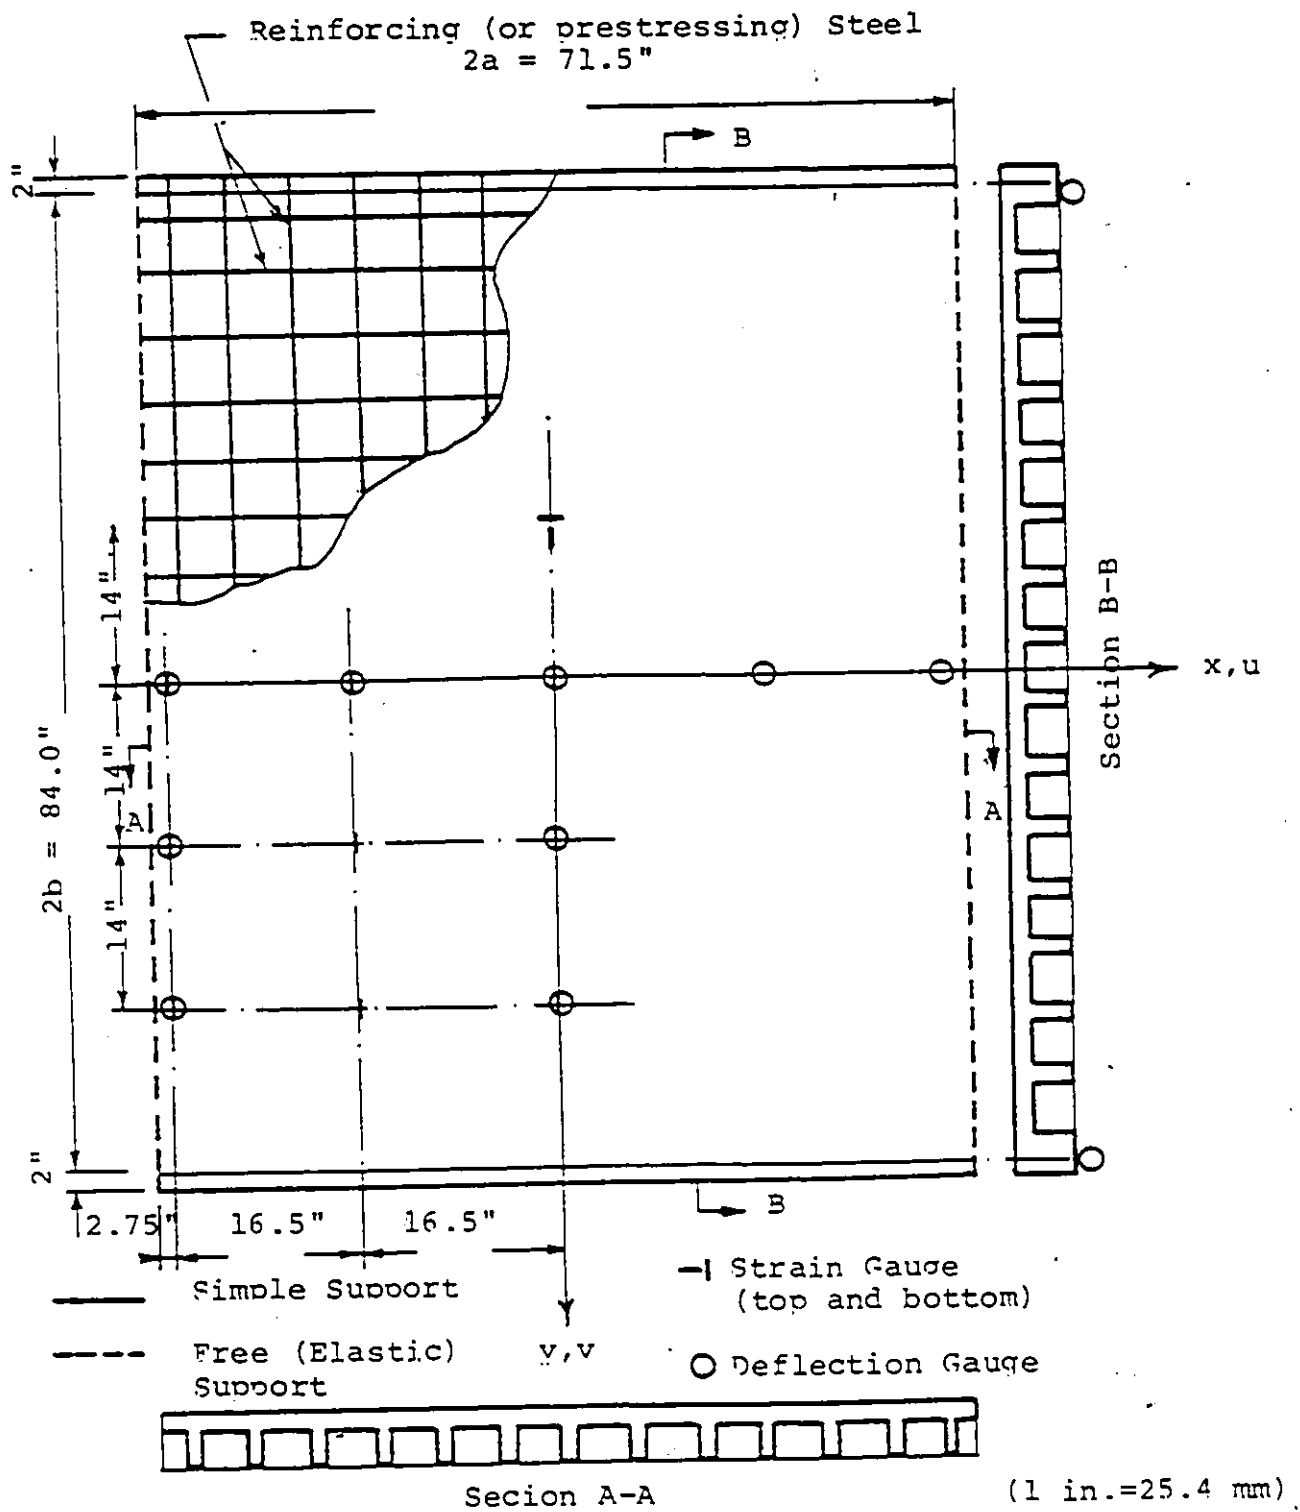 Reinforcing (or prestressing) Steel
2a = 71.5"
B
2"
14"
Section B-B
x,u
14"
2b = 84.0"
A
A
14"
2"
B
2.75"
16.5"
16.5"
Simple Support
Strain Gauge
(top and bottom)
Free (Elastic)
Support
y,v
Deflection Gauge
Secion A-A
(1 in.=25.4 mm)